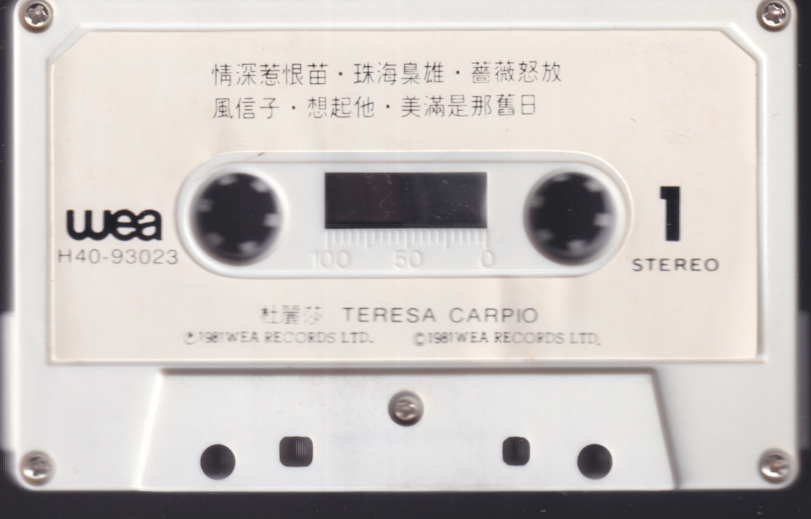 情深惹恨苗·珠海梟雄·薔薇怒放
風信子·想起他·美滿是那舊日
wea
H40-93023
1
STEREO
100 50 0
杜麗莎 TERESA CARPIO
℗1981 WEA RECORDS LTD. ©1981 WEA RECORDS LTD.